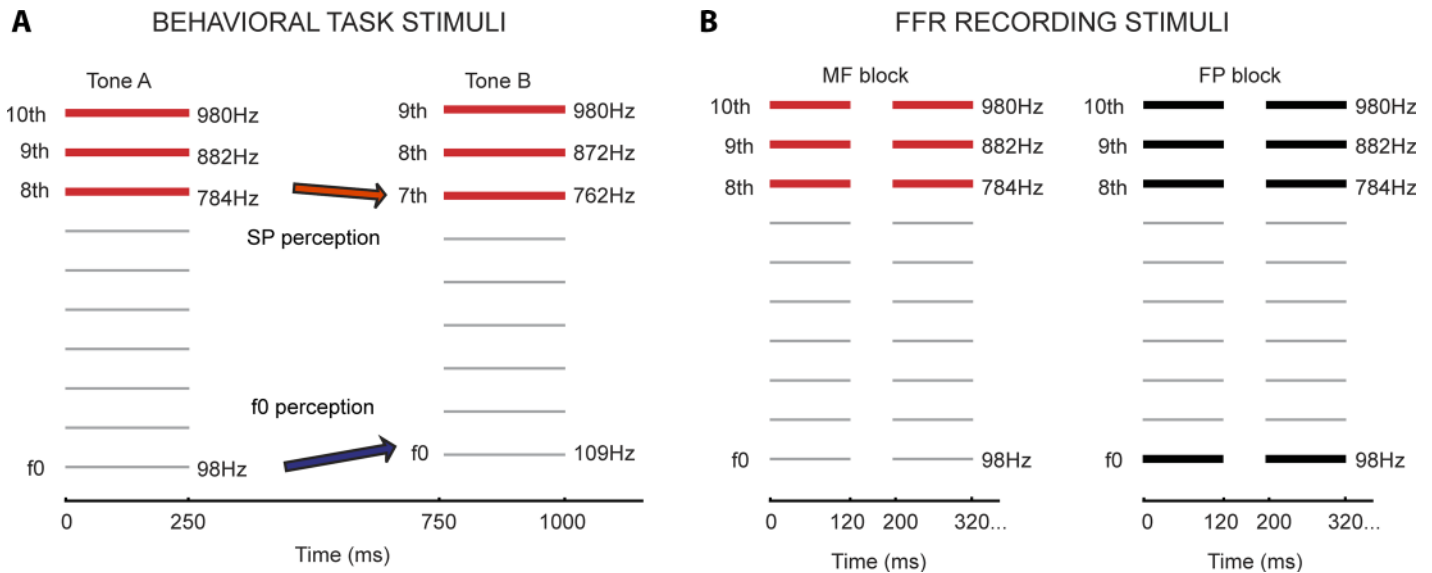 A BEHAVIORAL TASK STIMULI
Tone A
10th 980Hz
9th 882Hz
8th 784Hz
f0 98Hz
SP perception
f0 perception
Tone B
9th 980Hz
8th 872Hz
7th 762Hz
f0 109Hz
0 250 750 1000
Time (ms)
B FFR RECORDING STIMULI
MF block
10th 980Hz
9th 882Hz
8th 784Hz
f0 98Hz
0 120 200 320...
Time (ms)
FP block
10th 980Hz
9th 882Hz
8th 784Hz
f0 98Hz
0 120 200 320...
Time (ms)